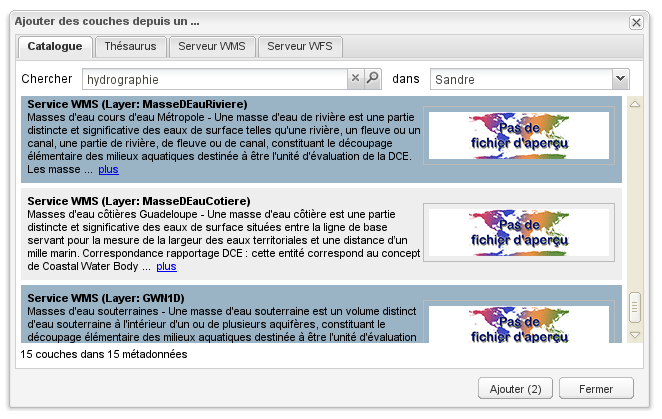 Ajouter des couches depuis un ...
Catalogue Thésaurus Serveur WMS Serveur WFS
Chercher hydrographie dans Sandre
Service WMS (Layer: MasseDEauRiviere)
Masses d'eau cours d'eau Métropole - Une masse d'eau de rivière est une partie
distincte et significative des eaux de surface telles qu'une rivière, un fleuve ou un
canal, une partie de rivière, de fleuve ou de canal, constituant le découpage
élémentaire des milieux aquatiques destinée à être l'unité d'évaluation de la DCE.
Les masse ... plus
Pas de
fichier d'aperçu
Service WMS (Layer: MasseDEauCotiere)
Masses d'eau côtières Guadeloupe - Une masse d'eau côtière est une partie
distincte et significative des eaux de surface situées entre la ligne de base
servant pour la mesure de la largeur des eaux territoriales et une distance d'un
mille marin. Correspondance rapportage DCE : cette entité correspond au concept
de Coastal Water Body ... plus
Pas de
fichier d'aperçu
Service WMS (Layer: GWN1D)
Masses d'eau souterraines - Une masse d'eau souterraine est un volume distinct
d'eau souterraine à l'intérieur d'un ou de plusieurs aquifères, constituant le
découpage élémentaire des milieux aquatiques destinée à être l'unité d'évaluation
Pas de
fichier d'aperçu
15 couches dans 15 métadonnées
Ajouter (2) Fermer